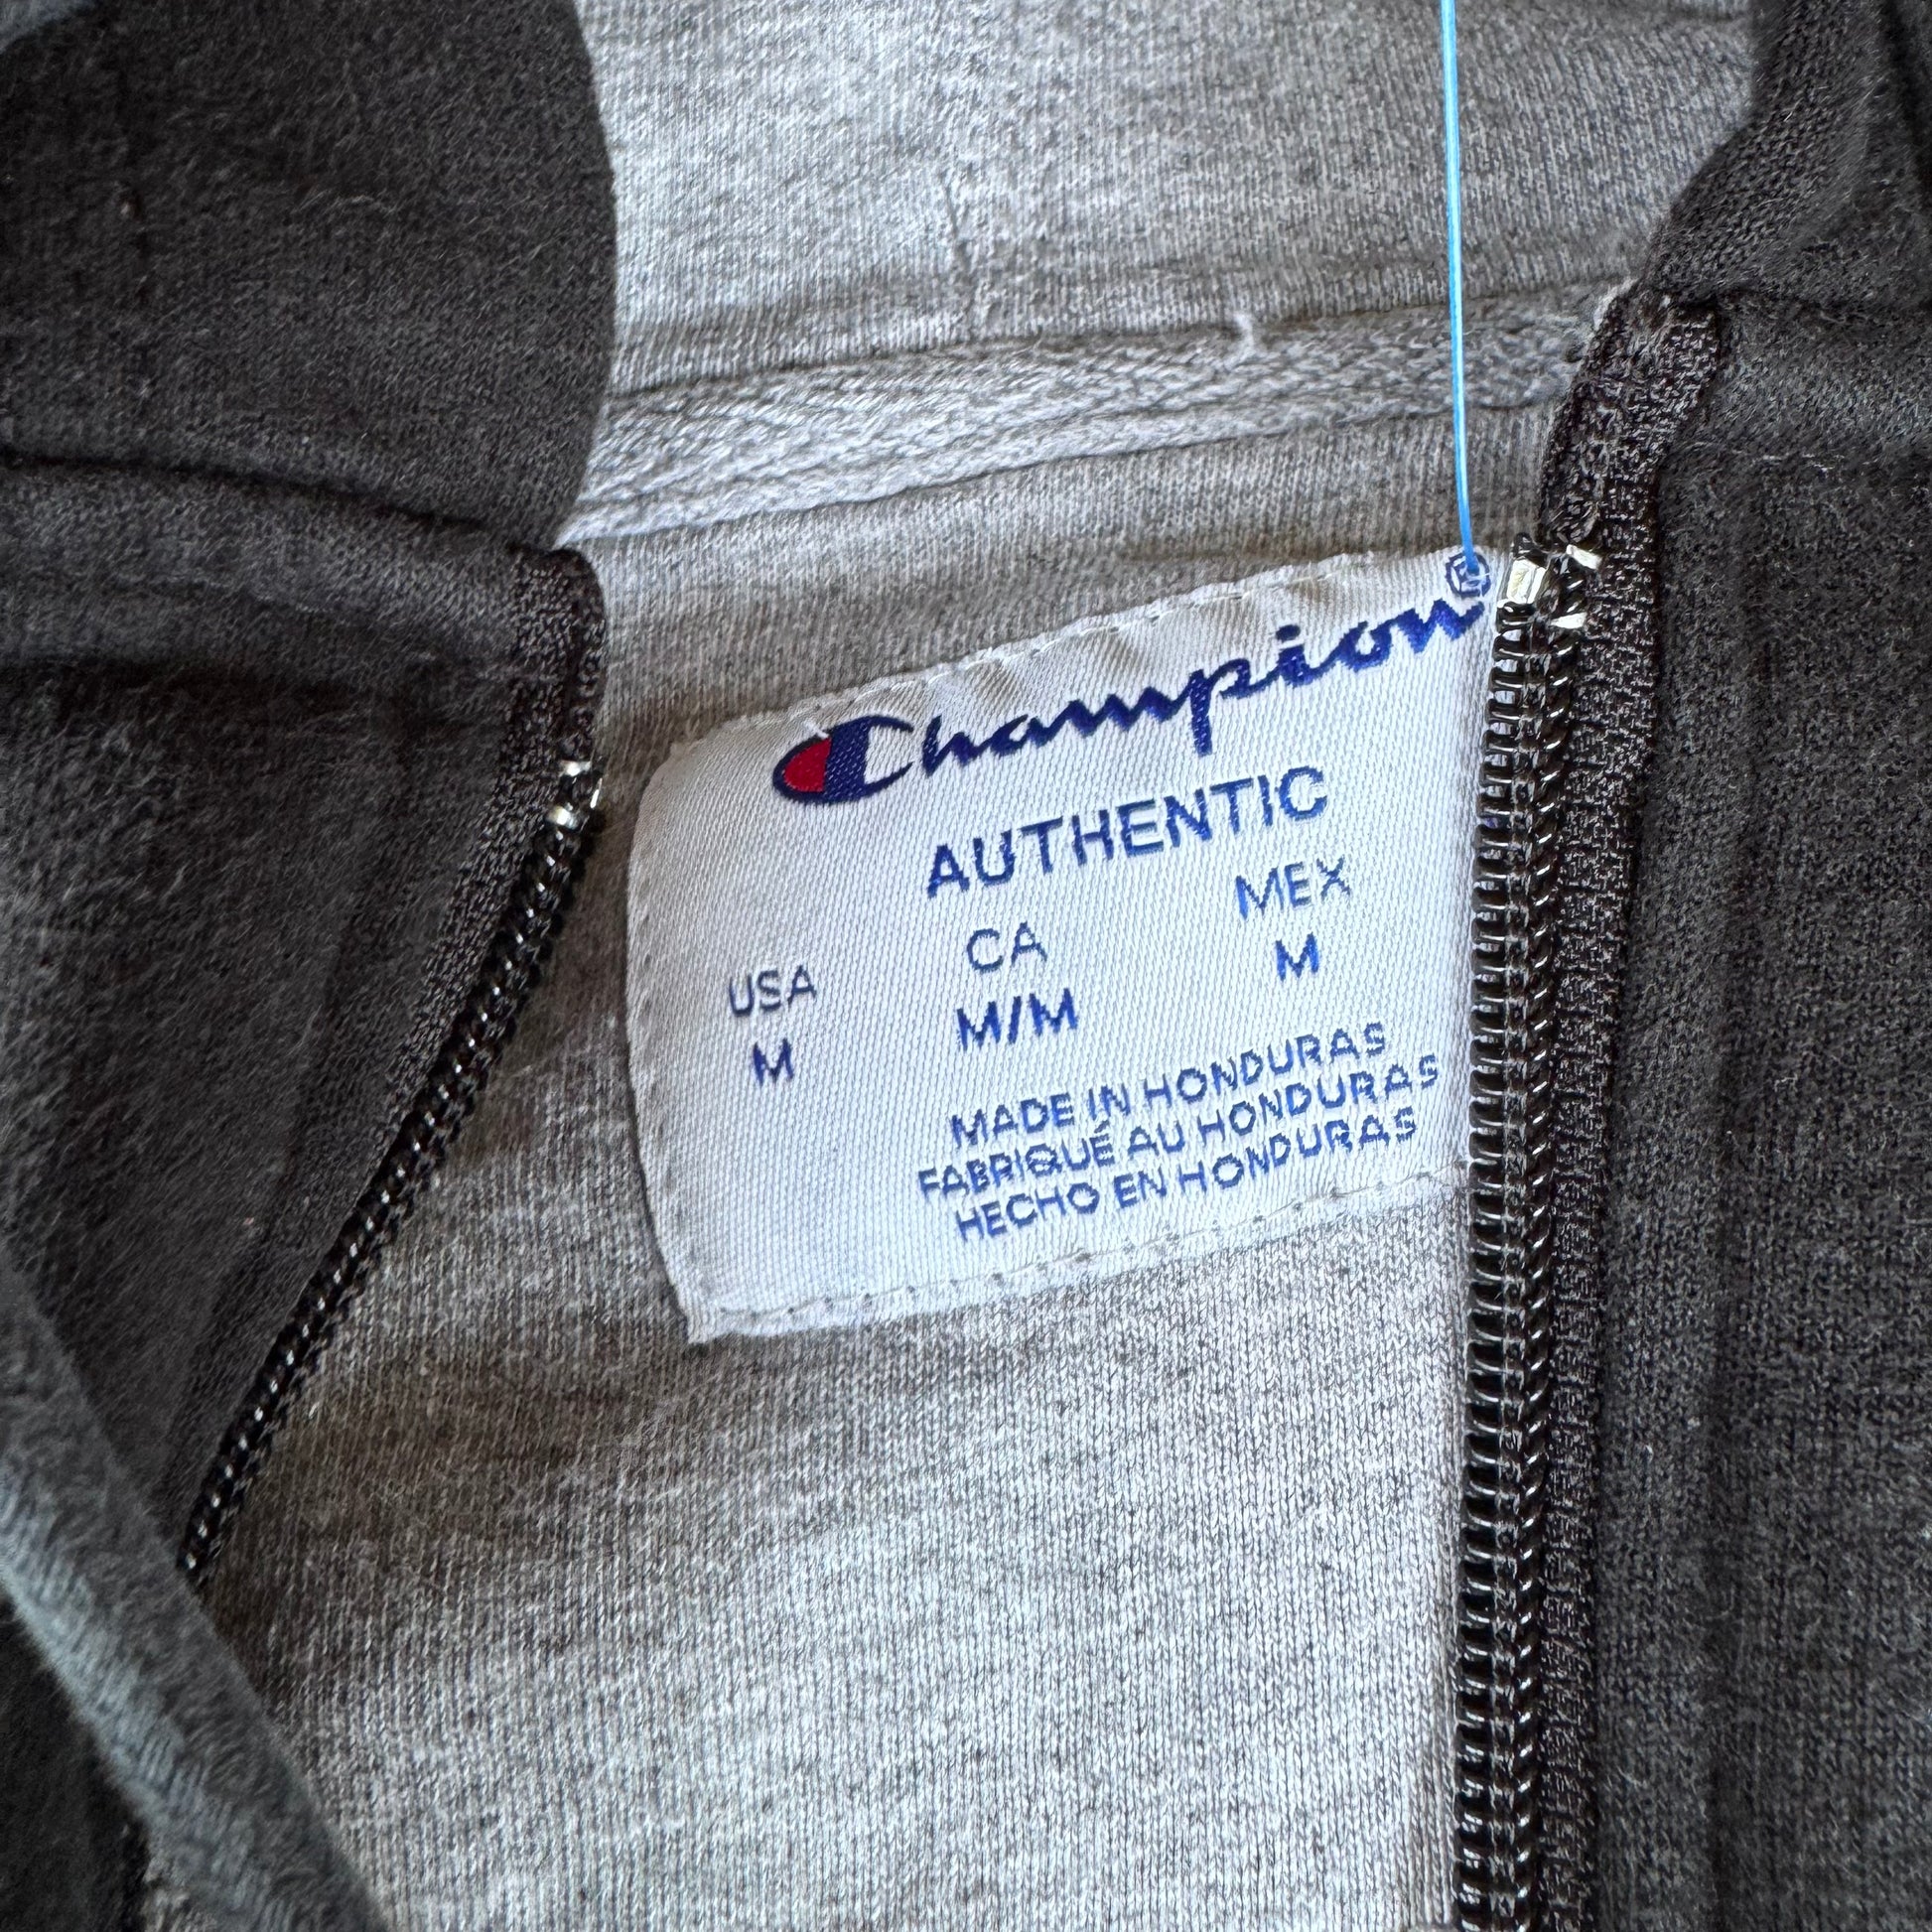 Champion®
AUTHENTIC
USA CA MEX
M M/M M
MADE IN HONDURAS
FABRIQUÉ AU HONDURAS
HECHO EN HONDURAS